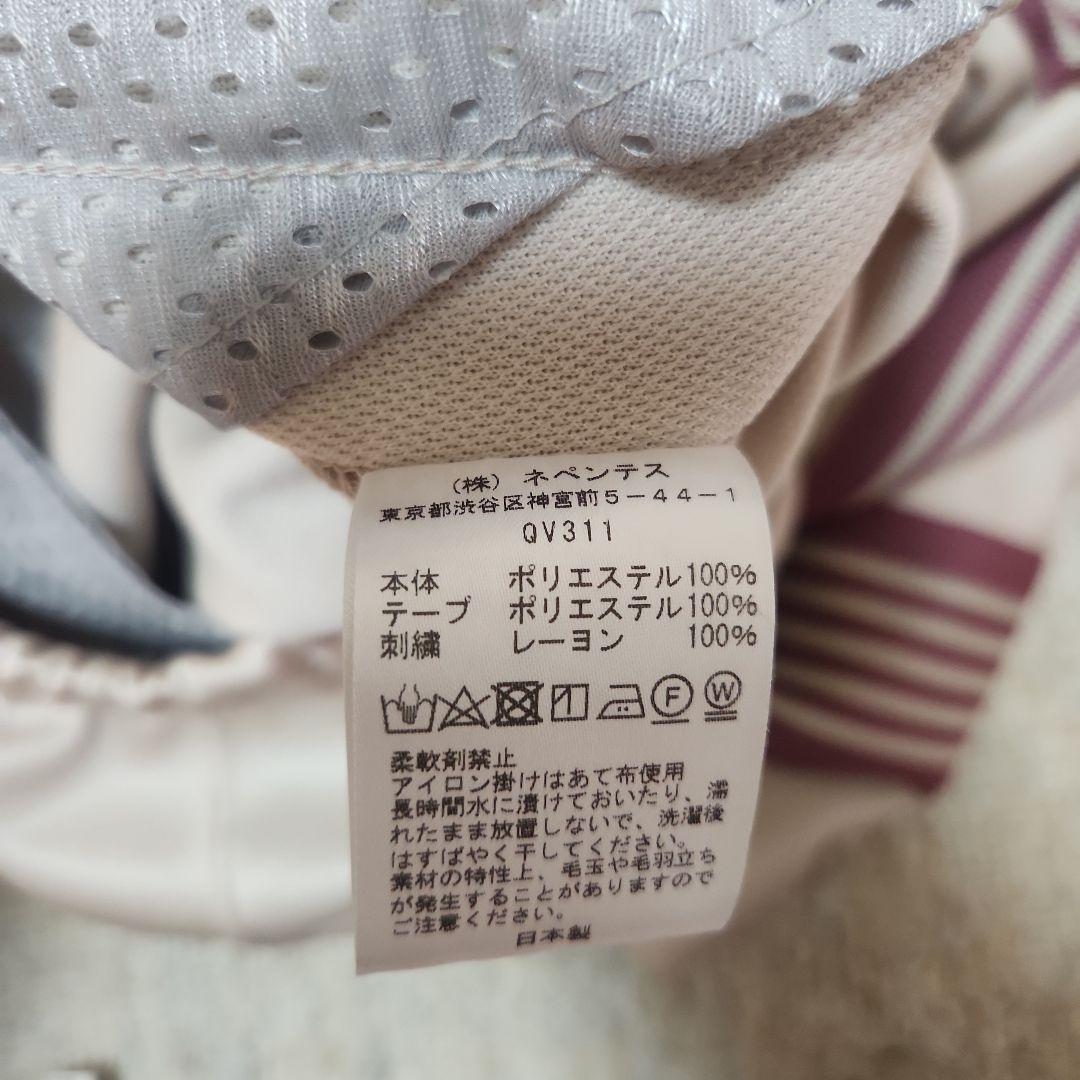 (株) ネペンテス
東京都渋谷区神宮前5-44-1
QV311
本体 ポリエステル100%
テープ ポリエステル100%
刺繍 レーヨン 100%
F W
柔軟剤禁止
アイロン掛けはあて布使用
長時間水に漬けておいたり、濡
れたまま放置しないで、洗濯後
はすばやく干してください。
素材の特性上、毛玉や毛羽立ち
が発生することがありますので
ご注意ください。
日本製